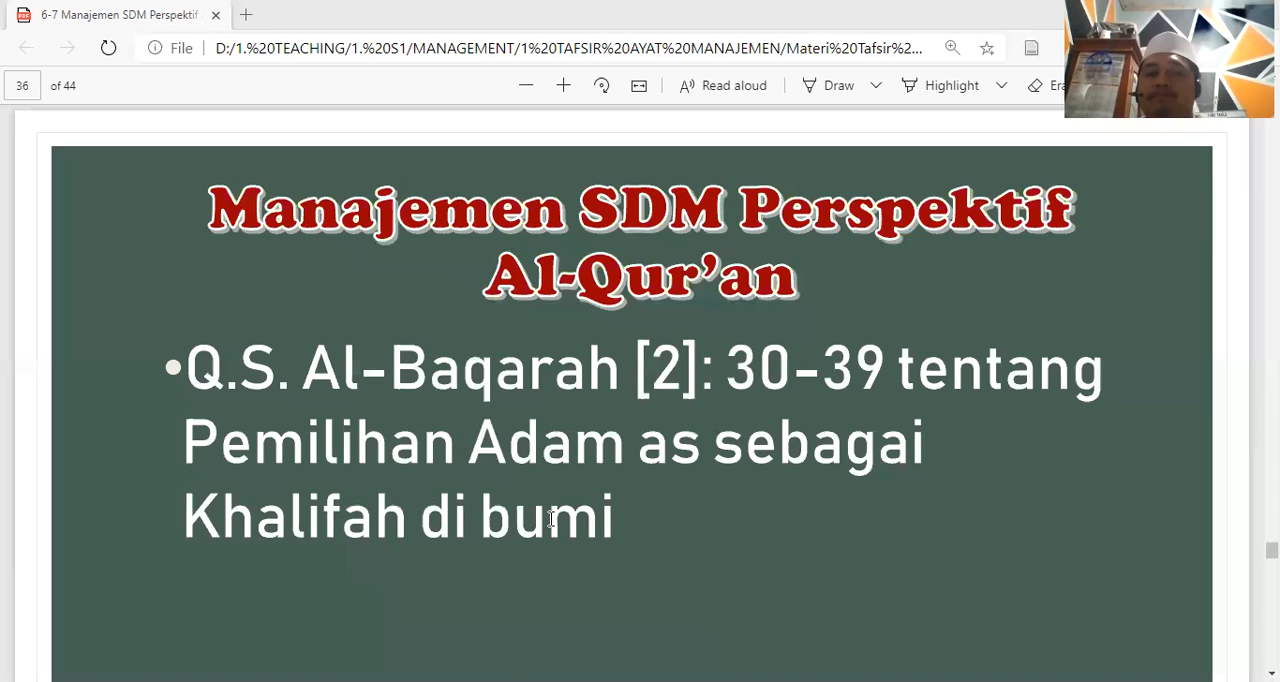 6-7 Manajemen SDM Perspektif
File
D:/1.%20TEACHING/1.%20S1/MANAGEMENT/1%20TAFSIR%20AYAT%20MANAJEMEN/Materi%20Tafsir%2...
36 of 44
Read aloud
Draw
Highlight
Era
Manajemen SDM Perspektif
Al-Qur'an
•Q.S. Al-Baqarah [2]: 30-39 tentang
Pemilihan Adam as sebagai
Khalifah di bumi